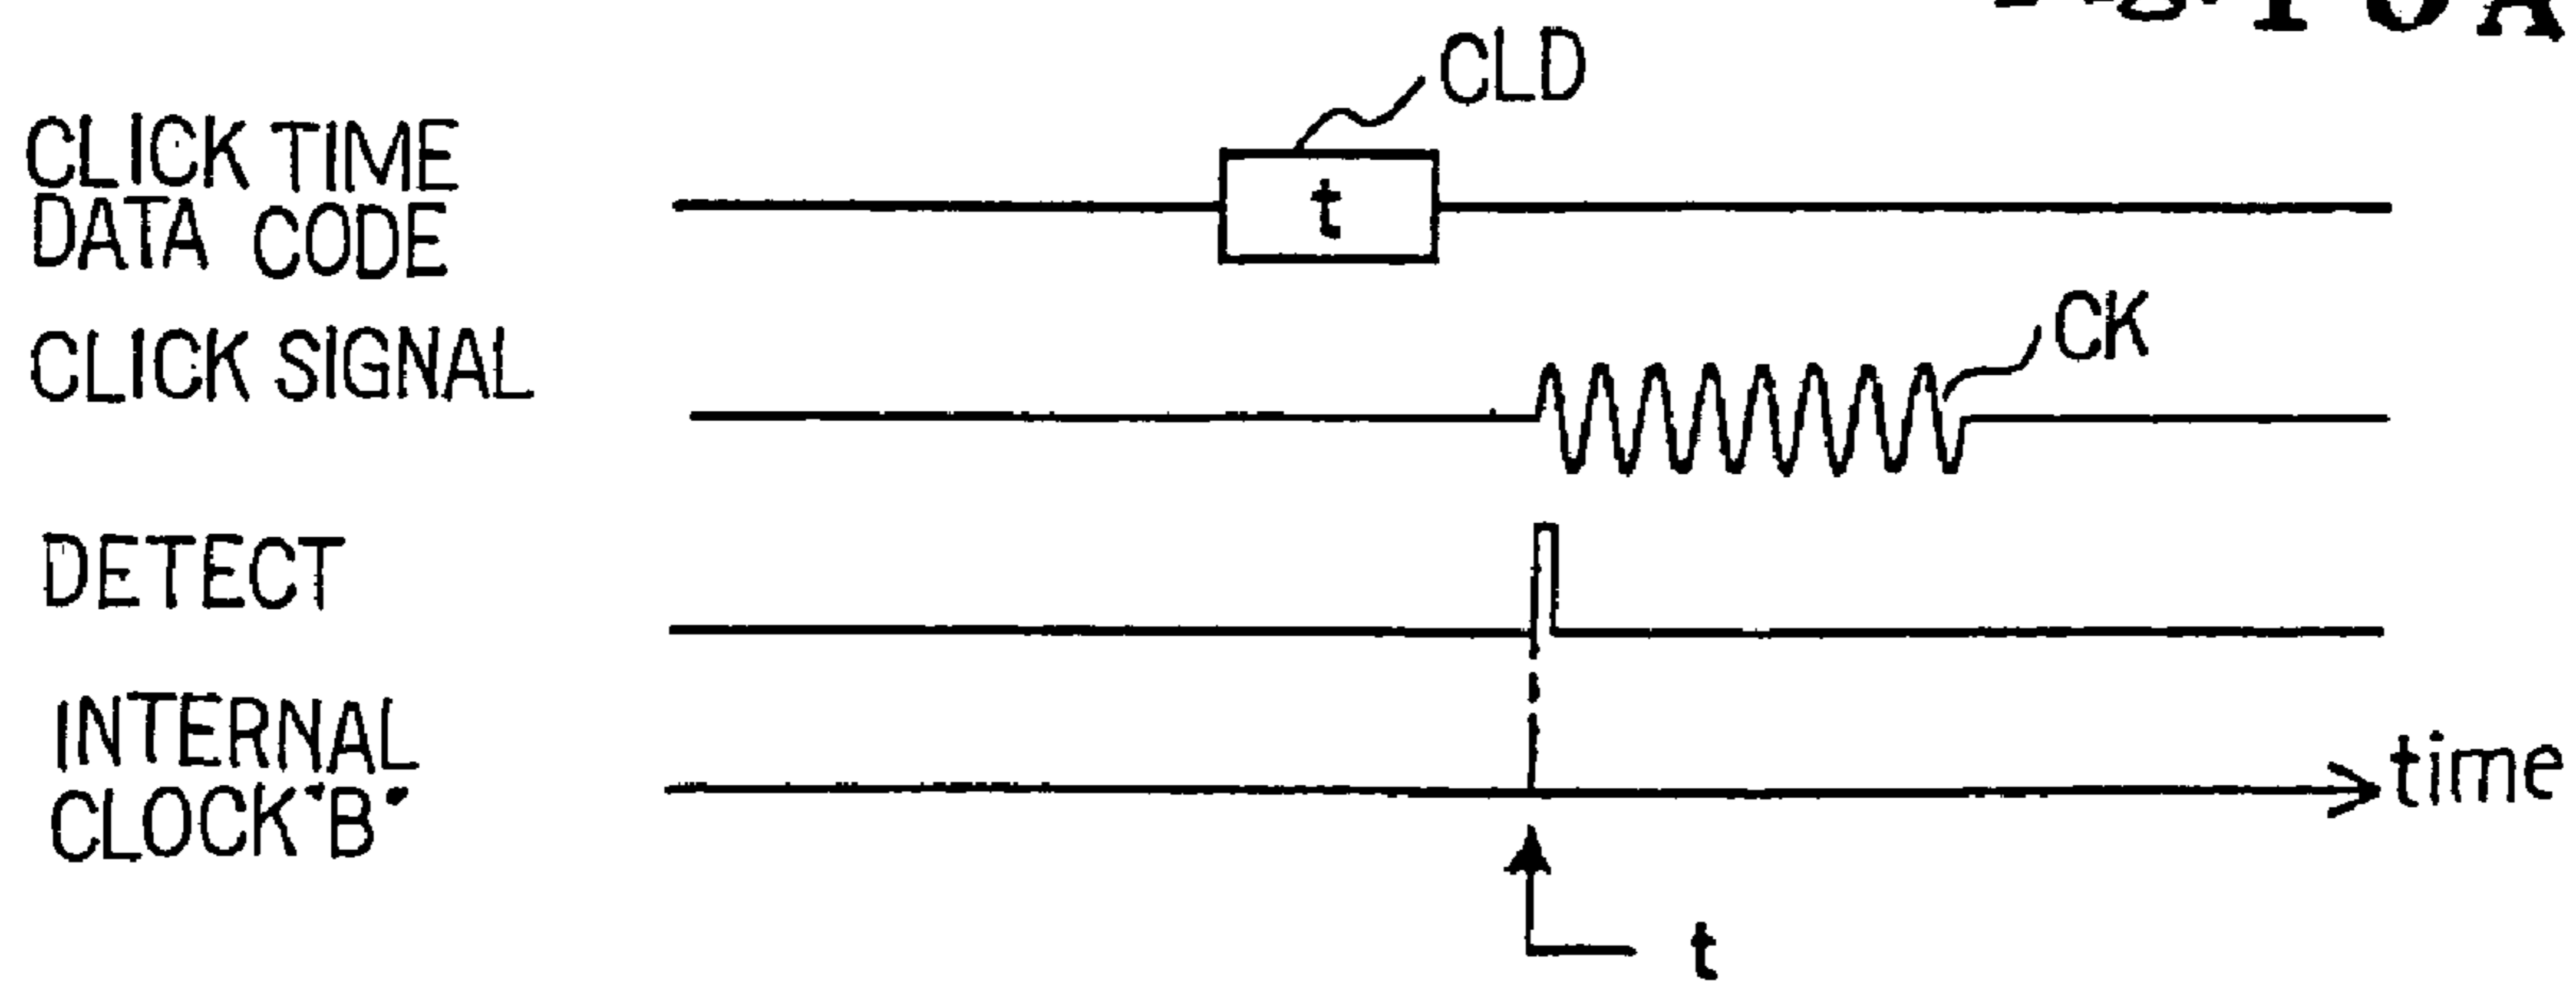 CLD
CLICK TIME
DATA CODE
t
CLICK SIGNAL
CK
DETECT
INTERNAL
CLOCK "B"
time
t